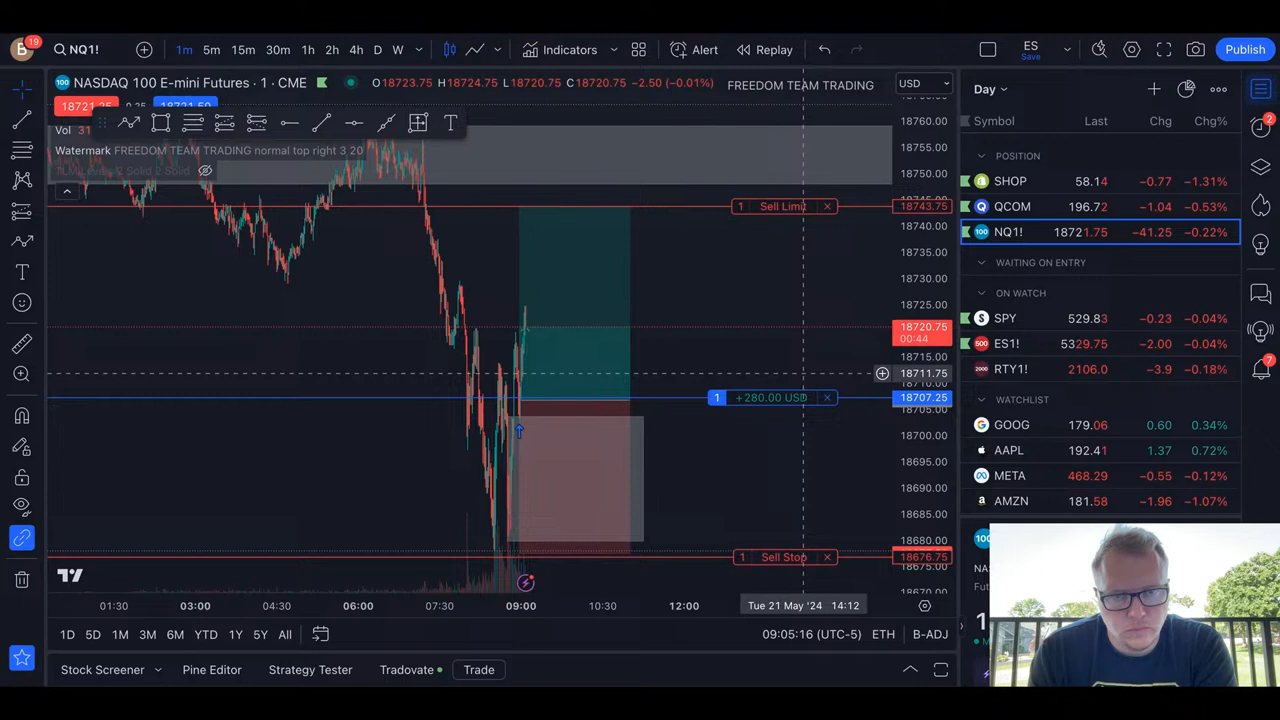 B 19 NQ1! 1m 5m 15m 30m 1h 2h 4h D W Indicators Alert Replay ES Save Publish
NASDAQ 100 E-mini Futures · 1 · CME O18723.75 H18724.75 L18720.75 C18720.75 −2.50 (−0.01%) FREEDOM TEAM TRADING USD
Vol
Watermark FREEDOM TEAM TRADING normal top right 3 20
18760.00
18755.00
18750.00
1 Sell Limit 18743.75
18740.00
18735.00
18730.00
18725.00
18720.75
00:44
18715.00
18711.75
18710.00
1 +280.00 USD 18707.25
18705.00
18700.00
18695.00
18690.00
18685.00
18680.00
1 Sell Stop 18676.75
18675.00
18670.00
01:30 03:00 04:30 06:00 07:30 09:00 10:30 12:00 Tue 21 May '24 14:12
1D 5D 1M 3M 6M YTD 1Y 5Y All 09:05:16 (UTC-5) ETH B-ADJ
Stock Screener Pine Editor Strategy Tester Tradovate Trade
Day
Symbol Last Chg Chg%
POSITION
SHOP 58.14 −0.77 −1.31%
QCOM 196.72 −1.04 −0.53%
NQ1! 18721.75 −41.25 −0.22%
WAITING ON ENTRY
ON WATCH
SPY 529.83 −0.23 −0.04%
ES1! 5329.75 −2.00 −0.04%
RTY1! 2106.0 −3.9 −0.18%
WATCHLIST
GOOG 179.06 0.60 0.34%
AAPL 192.41 1.37 0.72%
META 468.29 −0.55 −0.12%
AMZN 181.58 −1.96 −1.07%
2
7